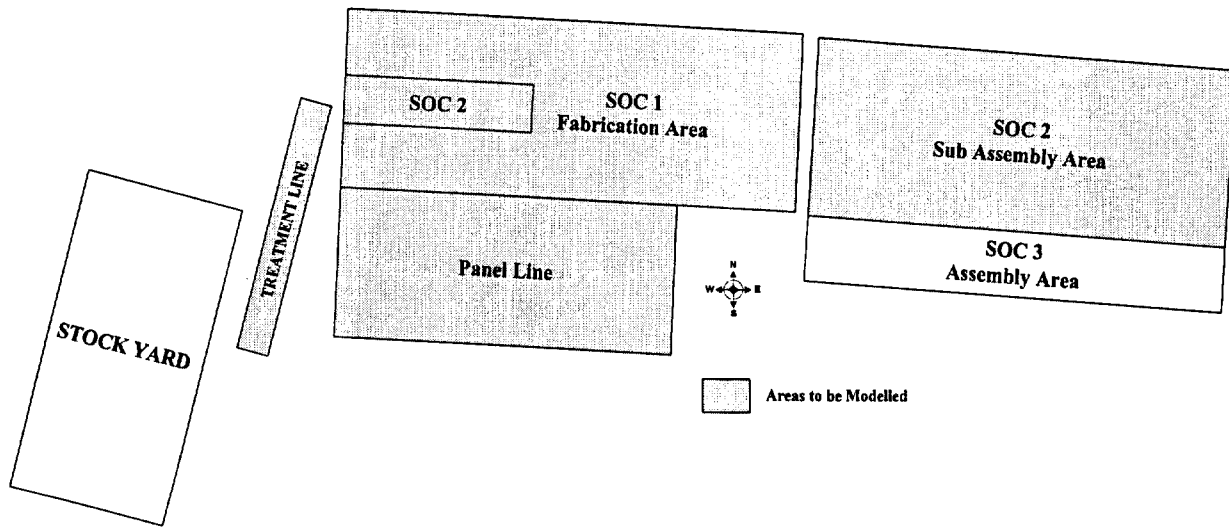 SOC 2
SOC 1
Fabrication Area
SOC 2
Sub Assembly Area
TREATMENT LINE
SOC 3
Assembly Area
Panel Line
N
W
E
S
STOCK YARD
Areas to be Modelled